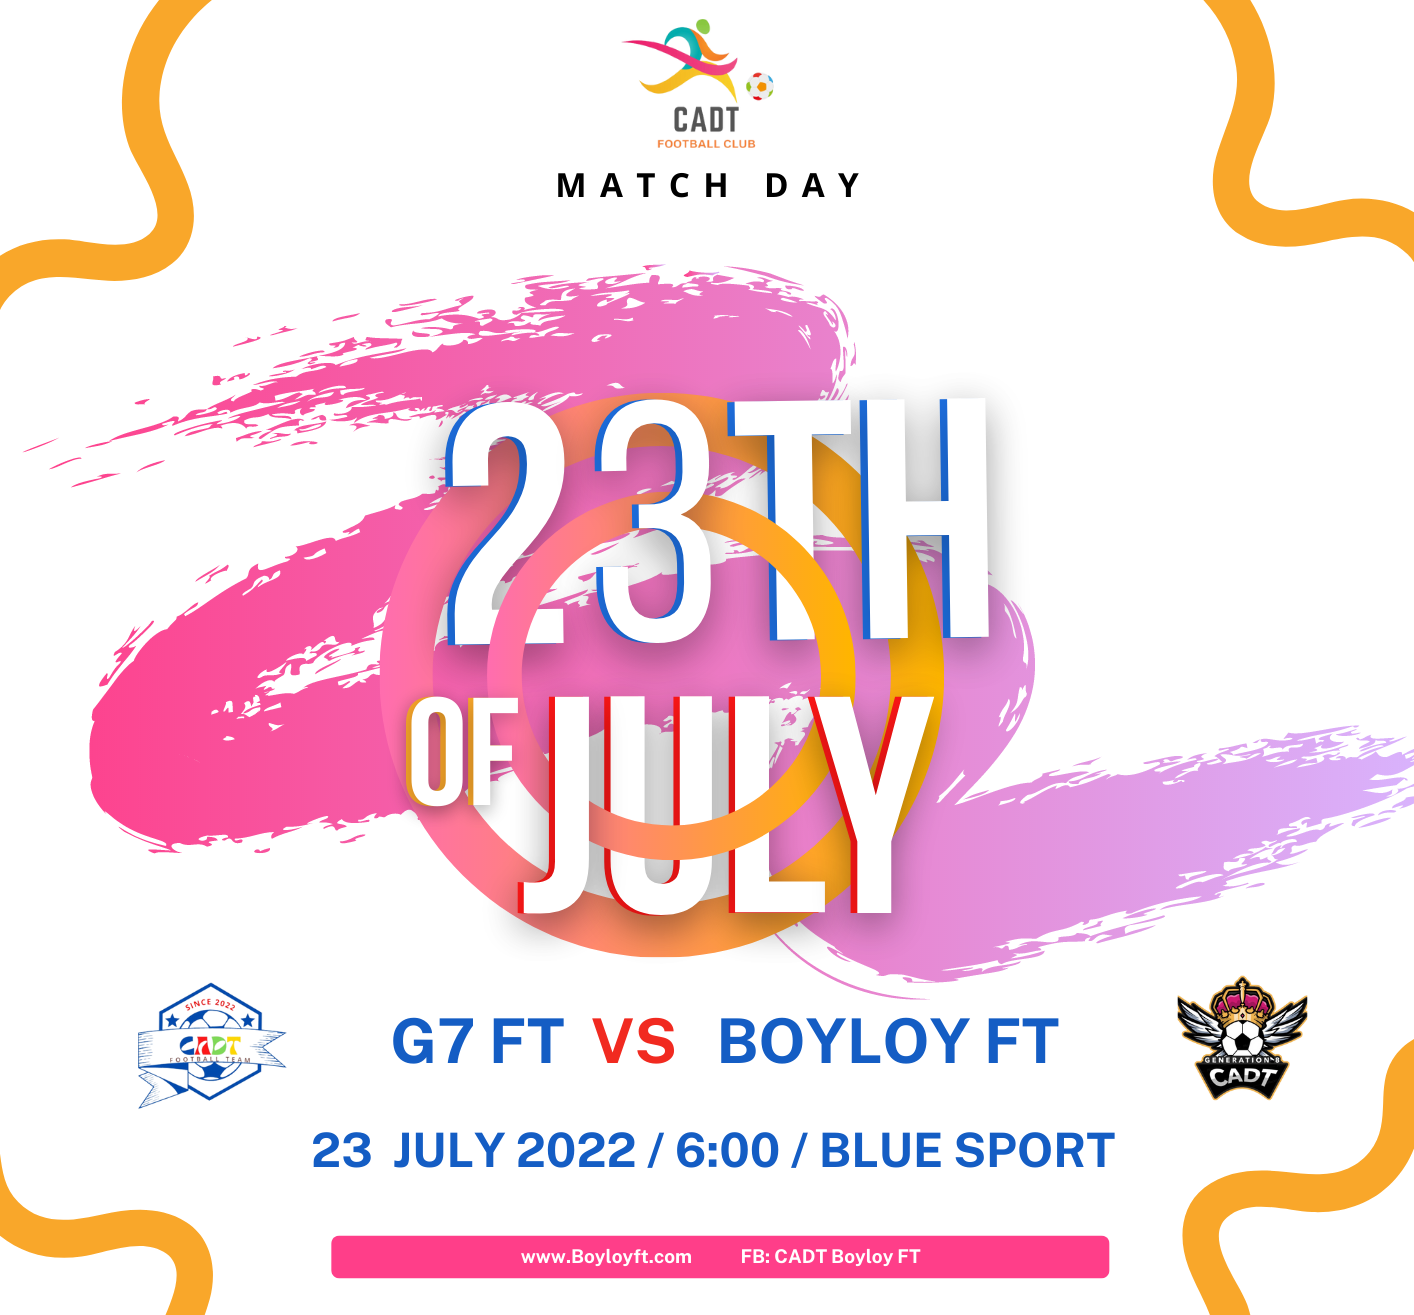 CADT
FOOTBALL CLUB
MATCH DAY
23TH
OF JULY
SINCE 2022
CADT
FOOTBALL TEAM
G7 FT VS BOYLOY FT
GENERATION 8
CADT
23 JULY 2022 / 6:00 / BLUE SPORT
www.Boyloyft.com FB: CADT Boyloy FT